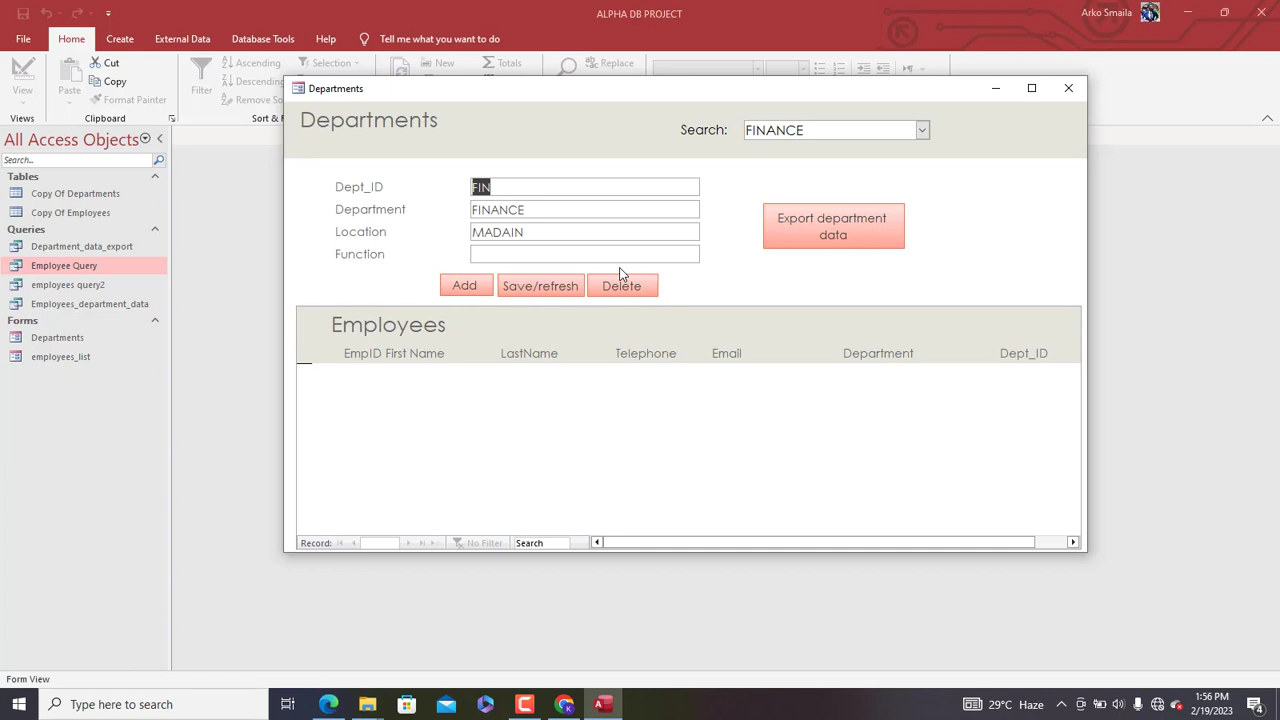 ALPHA DB PROJECT
Arko Smaila
File Home Create External Data Database Tools Help Tell me what you want to do
View
Views
Paste
Cut
Copy
Format Painter
Clipboard
Filter
Ascending
Descending
Remove So
Sort &
Selection
New
Totals
Replace
All Access Objects
Search...
Tables
Copy Of Departments
Copy Of Employees
Queries
Department_data_export
Employee Query
employees query2
Employees_department_data
Forms
Departments
employees_list
Departments
Departments
Search: FINANCE
Dept_ID FIN
Department FINANCE
Location MADAIN
Function
Export department
data
Add Save/refresh Delete
Employees
EmpID First Name LastName Telephone Email Department Dept_ID
Record: No Filter Search
Form View
Type here to search
29°C Haze
1:56 PM
2/19/2023
4